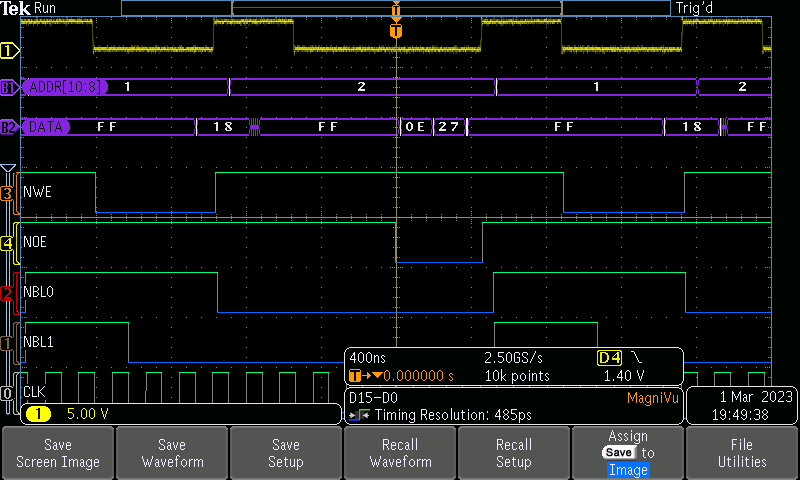 Tek Run Trig'd
T
T
1
B1 ADDR[10:8] 1 2 1 2
B2 DATA FF 18 FF 0E 27 FF 18 FF
3 NWE
4 NOE
2 NBL0
1 NBL1
0 CLK
400ns 2.50GS/s D4
T→▼0.000000 s 10k points 1.40 V
D15-D0 MagniVu
Timing Resolution: 485ps
1 5.00 V
1 Mar 2023
19:49:38
Save
Screen Image
Save
Waveform
Save
Setup
Recall
Waveform
Recall
Setup
Assign
Save to
Image
File
Utilities